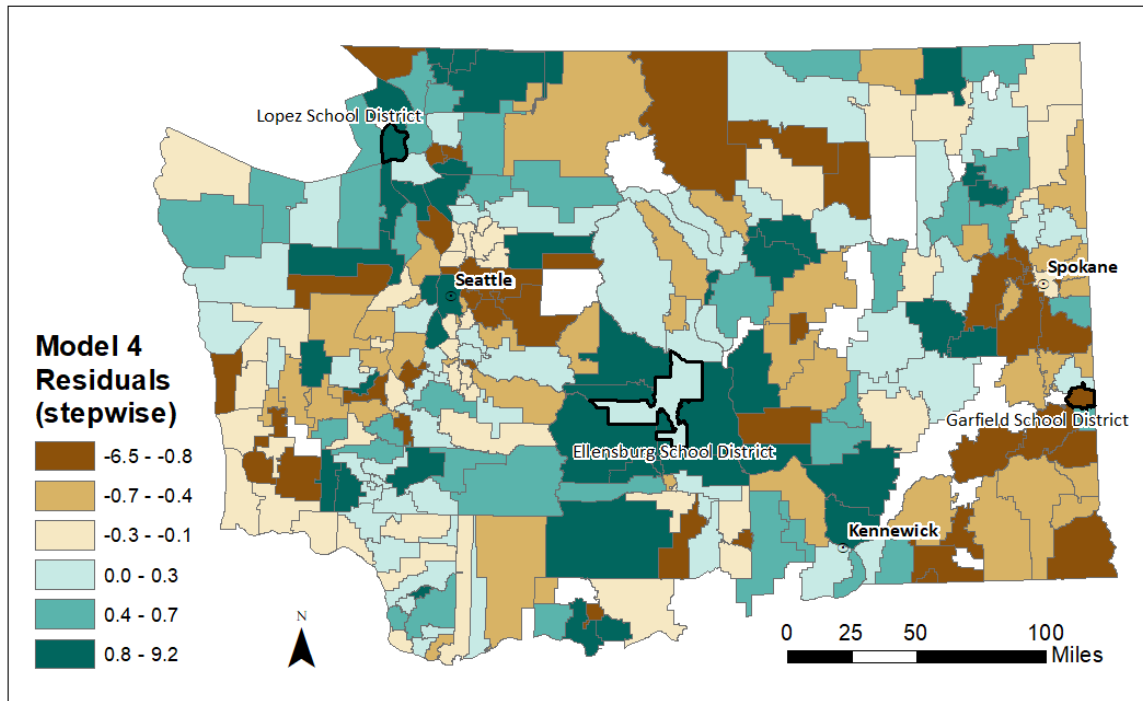 Lopez School District
Seattle
Spokane
Model 4
Residuals
(stepwise)
-6.5 - -0.8
-0.7 - -0.4
-0.3 - -0.1
0.0 - 0.3
0.4 - 0.7
0.8 - 9.2
Garfield School District
Ellensburg School District
Kennewick
N
0 25 50 100
Miles